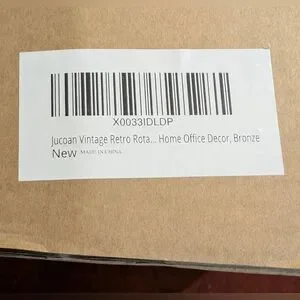 X0033IDLDP
Jucoan Vintage Retro Rota... Home Office Decor, Bronze
New MADE IN CHINA